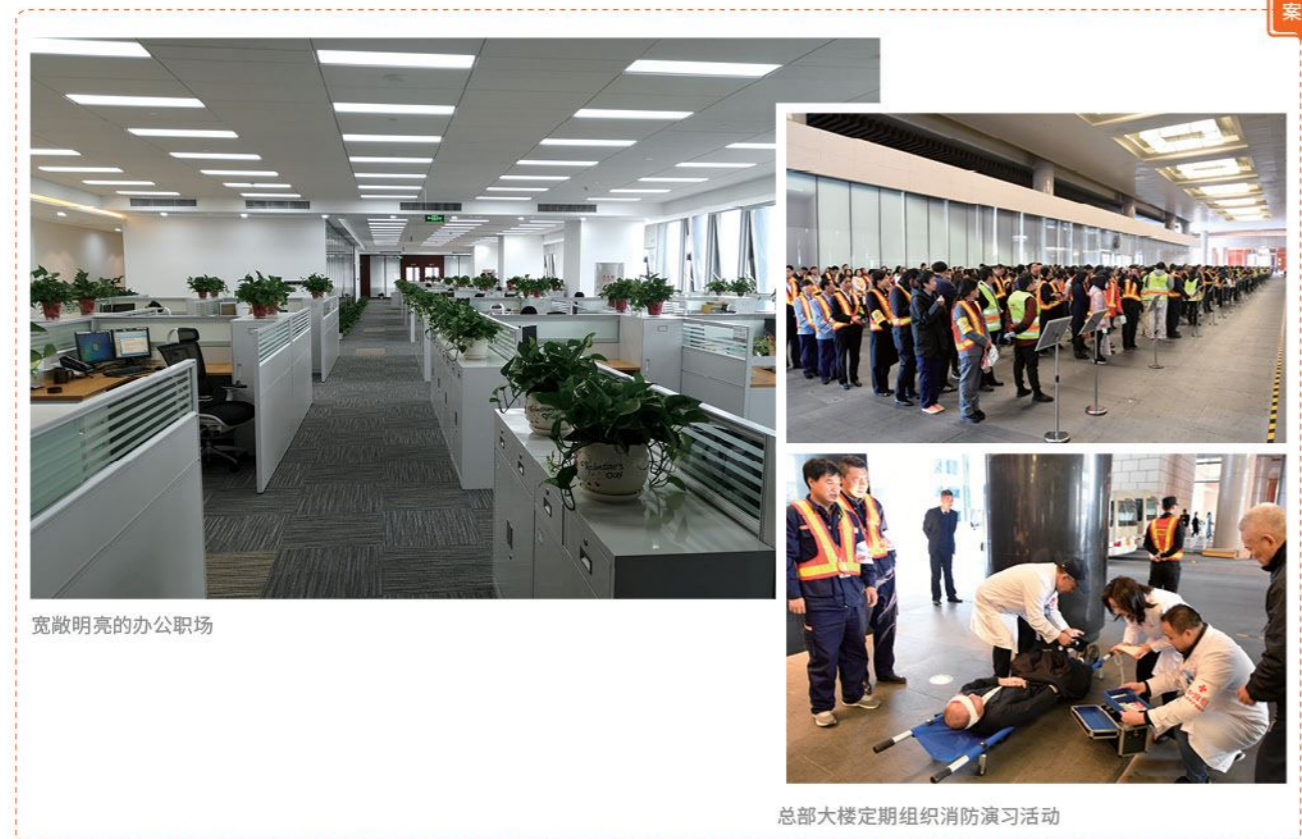 案
宽敞明亮的办公职场
总部大楼定期组织消防演习活动